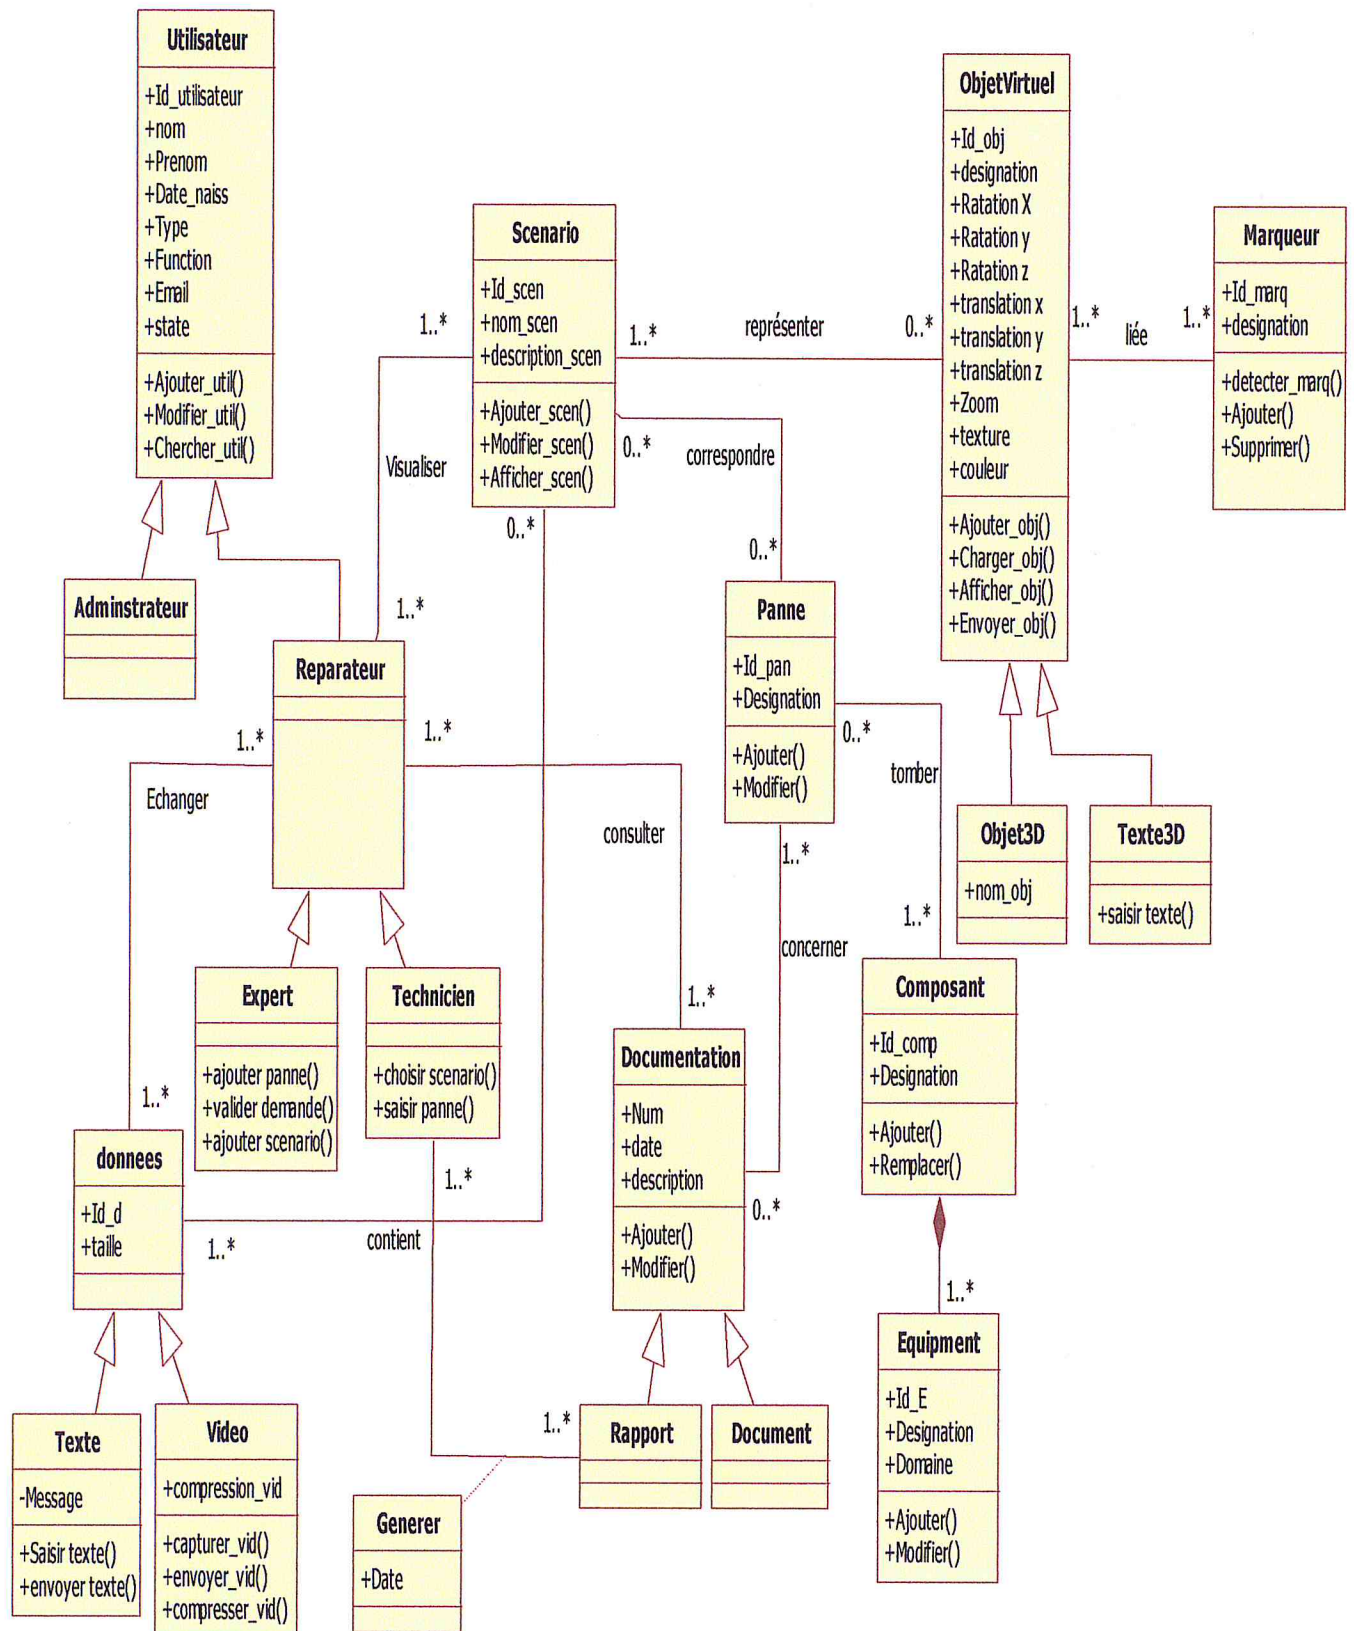 Utilisateur
+Id_utilisateur
+nom
+Prenom
+Date_naiss
+Type
+Function
+Email
+state
+Ajouter_util()
+Modifier_util()
+Chercher_util()
Adminstrateur
Scenario
+Id_scen
+nom_scen
+description_scen
+Ajouter_scen()
+Modifier_scen()
+Afficher_scen()
1..*
Visualiser
1..*
1..*
représenter
0..*
0..*
correspondre
0..*
0..*
ObjetVirtuel
+Id_obj
+designation
+Ratation X
+Ratation y
+Ratation z
+translation x
+translation y
+translation z
+Zoom
+texture
+couleur
+Ajouter_obj()
+Charger_obj()
+Afficher_obj()
+Envoyer_obj()
1..*
liée
1..*
Marqueur
+Id_marq
+designation
+detecter_marq()
+Ajouter()
+Supprimer()
Réparateur
1..*
Echanger
1..*
1..*
consulter
1..*
Panne
+Id_pan
+Designation
+Ajouter()
+Modifier()
0..*
tomber
1..*
1..*
concerner
0..*
Objet3D
+nom_obj
Texte3D
+saisir texte()
Expert
+ajouter panne()
+valider demande()
+ajouter scenario()
Technicien
+choisir scenario()
+saisir panne()
1..*
Documentation
+Num
+date
+description
+Ajouter()
+Modifier()
Composant
+Id_comp
+Designation
+Ajouter()
+Remplacer()
1..*
donnees
+Id_d
+taille
1..*
contient
Equipment
+Id_E
+Designation
+Domaine
+Ajouter()
+Modifier()
Texte
-Message
+Saisir texte()
+envoyer texte()
Video
+compression_vid
+capturer_vid()
+envoyer_vid()
+compresser_vid()
1..*
Rapport
Document
Générer
+Date